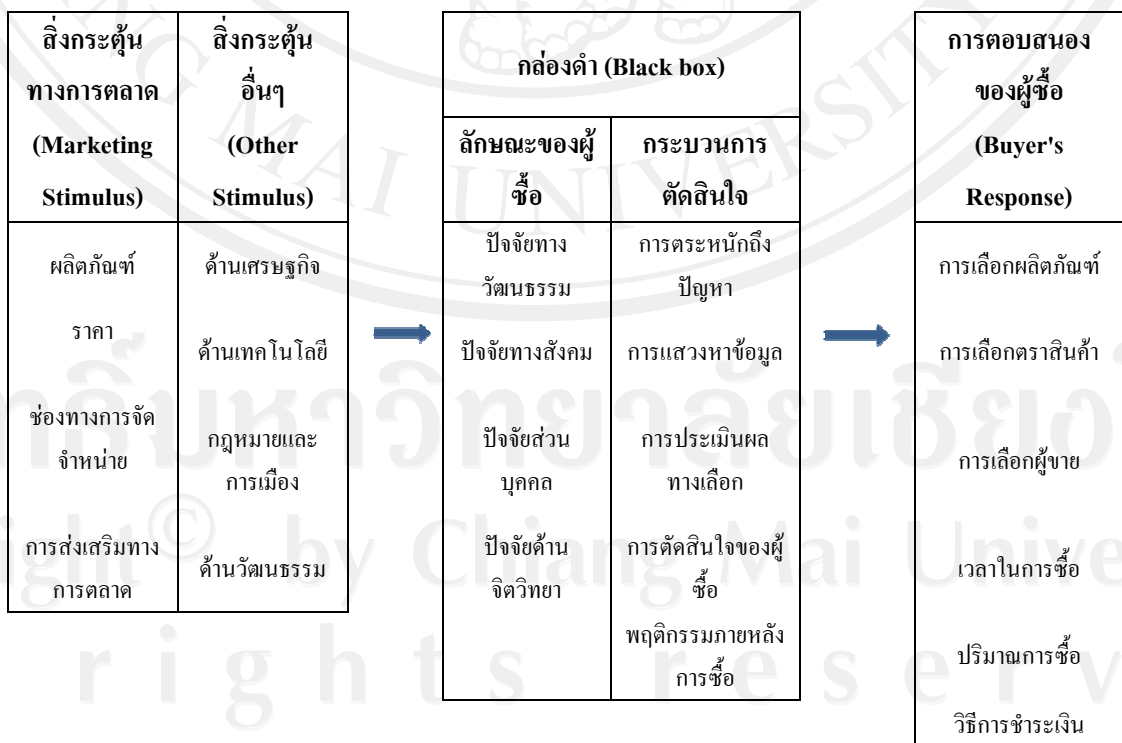 สิ่งกระตุ้น
ทางการตลาด
(Marketing
Stimulus)
สิ่งกระตุ้น
อื่นๆ
(Other
Stimulus)
ผลิตภัณฑ์
ราคา
ช่องทางการจัด
จำหน่าย
การส่งเสริมทาง
การตลาด
ด้านเศรษฐกิจ
ด้านเทคโนโลยี
กฎหมายและ
การเมือง
ด้านวัฒนธรรม
กล่องดำ (Black box)
ลักษณะของผู้
ซื้อ
กระบวนการ
ตัดสินใจ
ปัจจัยทาง
วัฒนธรรม
ปัจจัยทางสังคม
ปัจจัยส่วน
บุคคล
ปัจจัยด้าน
จิตวิทยา
การตระหนักถึง
ปัญหา
การแสวงหาข้อมูล
การประเมินผล
ทางเลือก
การตัดสินใจของผู้
ซื้อ
พฤติกรรมภายหลัง
การซื้อ
การตอบสนอง
ของผู้ซื้อ
(Buyer's
Response)
การเลือกผลิตภัณฑ์
การเลือกตราสินค้า
การเลือกผู้ขาย
เวลาในการซื้อ
ปริมาณการซื้อ
วิธีการชำระเงิน
MAI UNIVERSITY
by Chiang Mai
rights